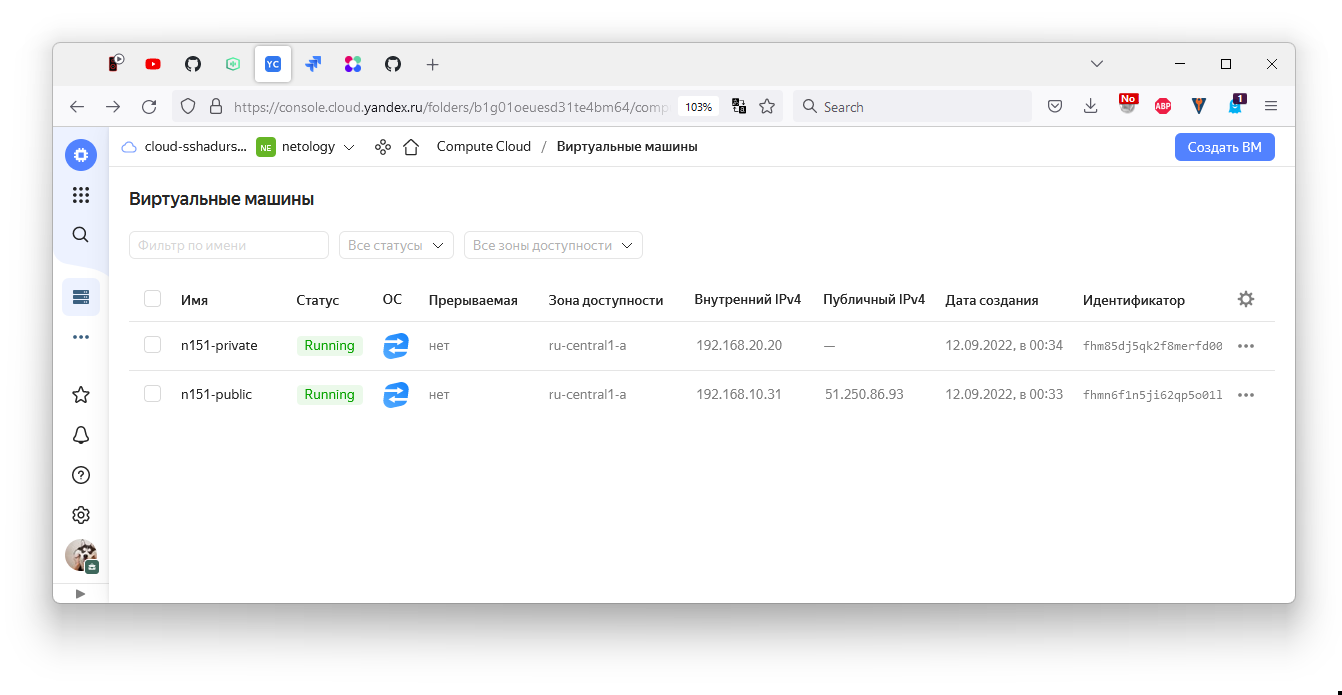 YC
https://console.cloud.yandex.ru/folders/b1g01oeuesd31te4bm64/comp
103%
Search
No
ABP
1
cloud-sshadurs...
NE
netology
Compute Cloud / Виртуальные машины
Создать ВМ
Виртуальные машины
Фильтр по имени
Все статусы
Все зоны доступности
Имя Статус ОС Прерываемая Зона доступности Внутренний IPv4 Публичный IPv4 Дата создания Идентификатор
n151-private Running нет ru-central1-a 192.168.20.20 — 12.09.2022, в 00:34 fhm85dj5qk2f8merfd00
n151-public Running нет ru-central1-a 192.168.10.31 51.250.86.93 12.09.2022, в 00:33 fhmn6f1n5ji62qp5o01l